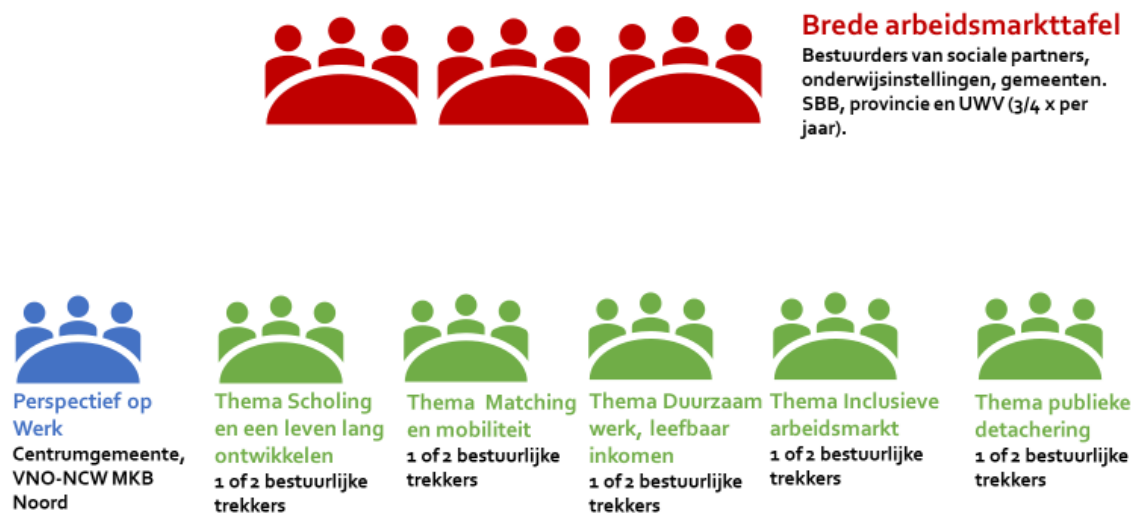 Brede arbeidsmarkttafel
Bestuurders van sociale partners,
onderwijsinstellingen, gemeenten.
SBB, provincie en UWV (3/4 x per
jaar).
Perspectief op
Werk
Centrumgemeente,
VNO-NCW MKB
Noord
Thema Scholing
en een leven lang
ontwikkelen
1 of 2 bestuurlijke
trekkers
Thema Matching
en mobiliteit
1 of 2 bestuurlijke
trekkers
Thema Duurzaam
werk, leefbaar
inkomen
1 of 2 bestuurlijke
trekkers
Thema Inclusieve
arbeidsmarkt
1 of 2 bestuurlijke
trekkers
Thema publieke
detachering
1 of 2 bestuurlijke
trekkers